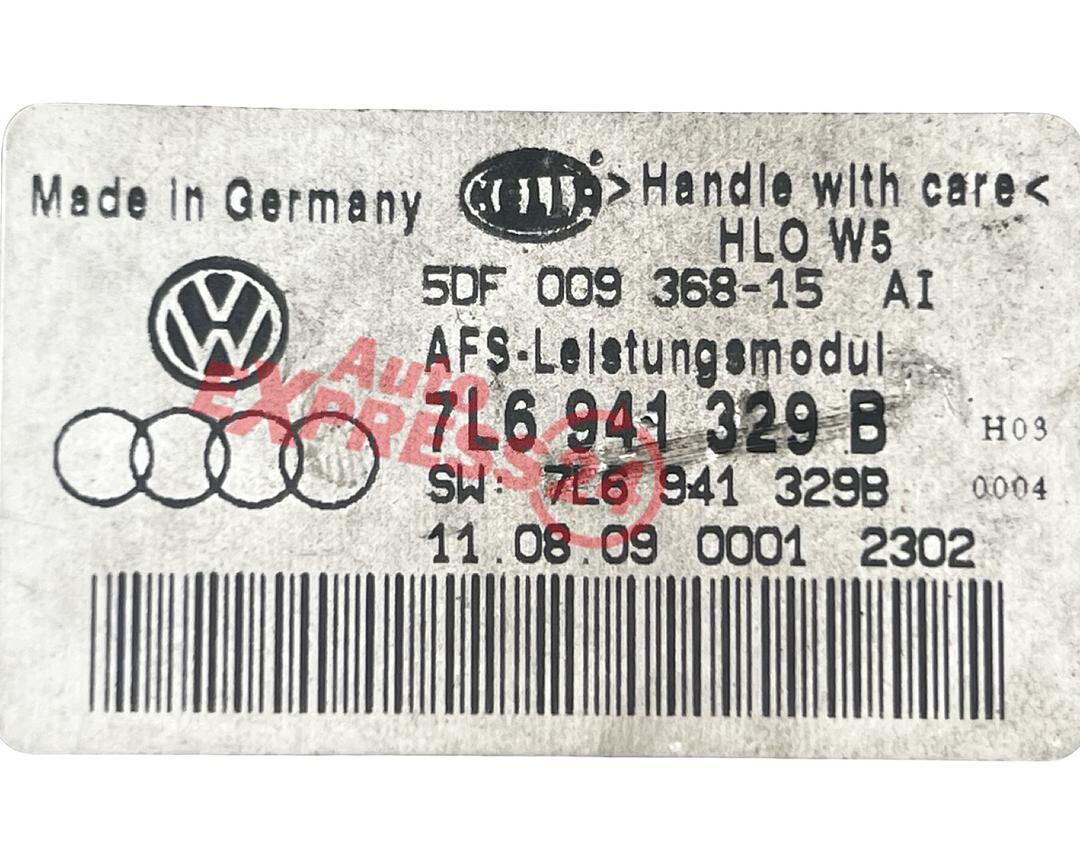 Made in Germany
HELLA
>Handle with care<
HLO W5
5DF 009 368-15 AI
AFS-Leistungsmodul
7L6 941 329 B H03
SW: 7L6 941 329B 0004
11.08.09 0001 2302
Auto
EXPRESS24